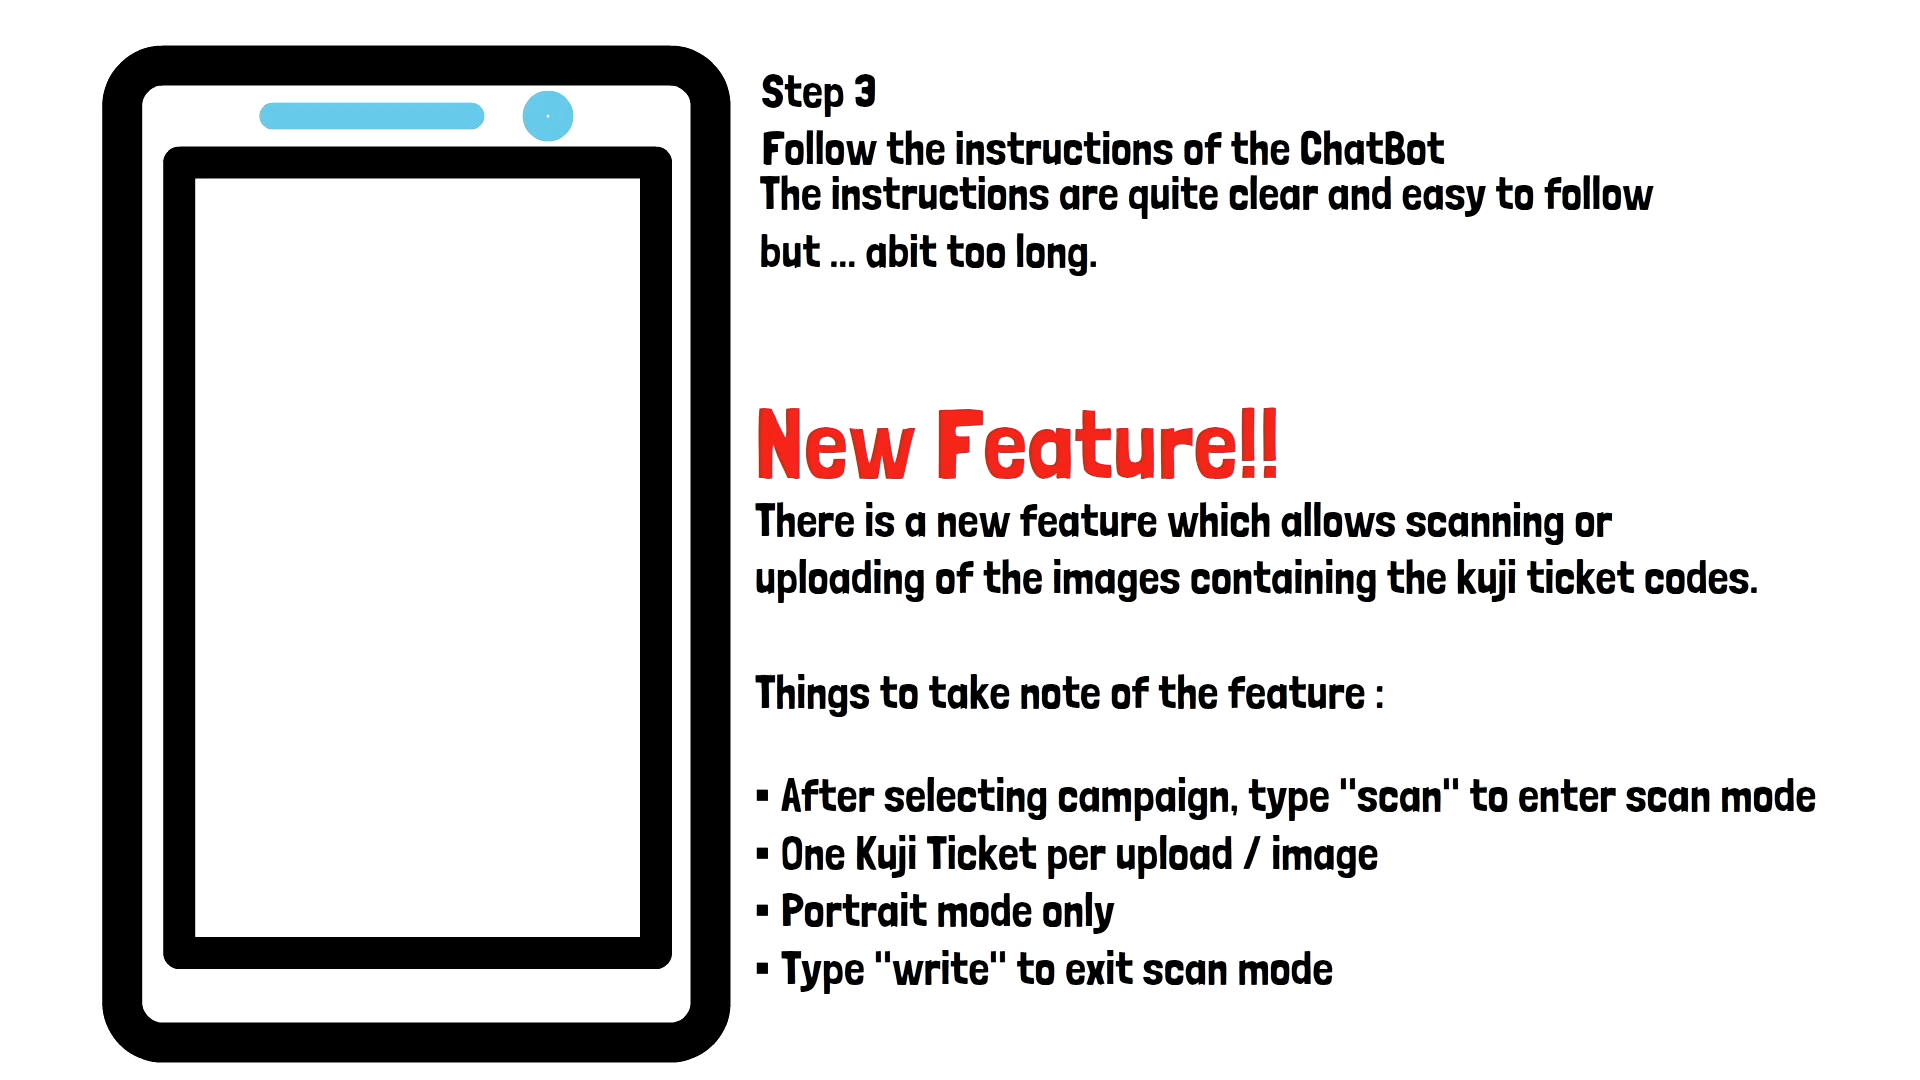 Step 3
Follow the instructions of the ChatBot
The instructions are quite clear and easy to follow
but ... abit too long.
New Feature!!
There is a new feature which allows scanning or
uploading of the images containing the kuji ticket codes.
Things to take note of the feature :
▪ After selecting campaign, type "scan" to enter scan mode
▪ One Kuji Ticket per upload / image
▪ Portrait mode only
▪ Type "write" to exit scan mode